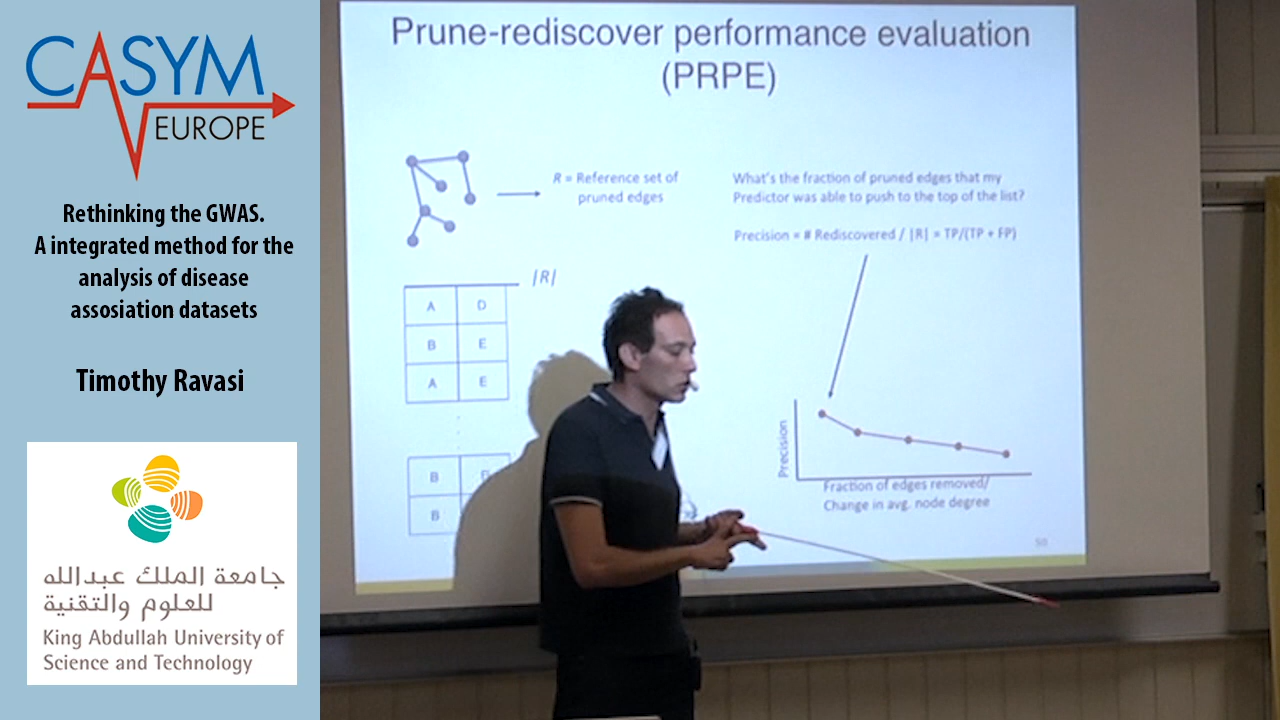 CASYM
EUROPE
Rethinking the GWAS.
A integrated method for the
analysis of disease
assosiation datasets
Timothy Ravasi
جامعة الملك عبدالله
للعلوم والتقنية
King Abdullah University of
Science and Technology
Prune-rediscover performance evaluation
(PRPE)
R = Reference set of
pruned edges
What's the fraction of pruned edges that my
Predictor was able to push to the top of the list?
Precision = # Rediscovered / |R| = TP/(TP + FP)
|R|
A D
B E
A E
B
B
Precision
Fraction of edges removed/
Change in avg. node degree
50